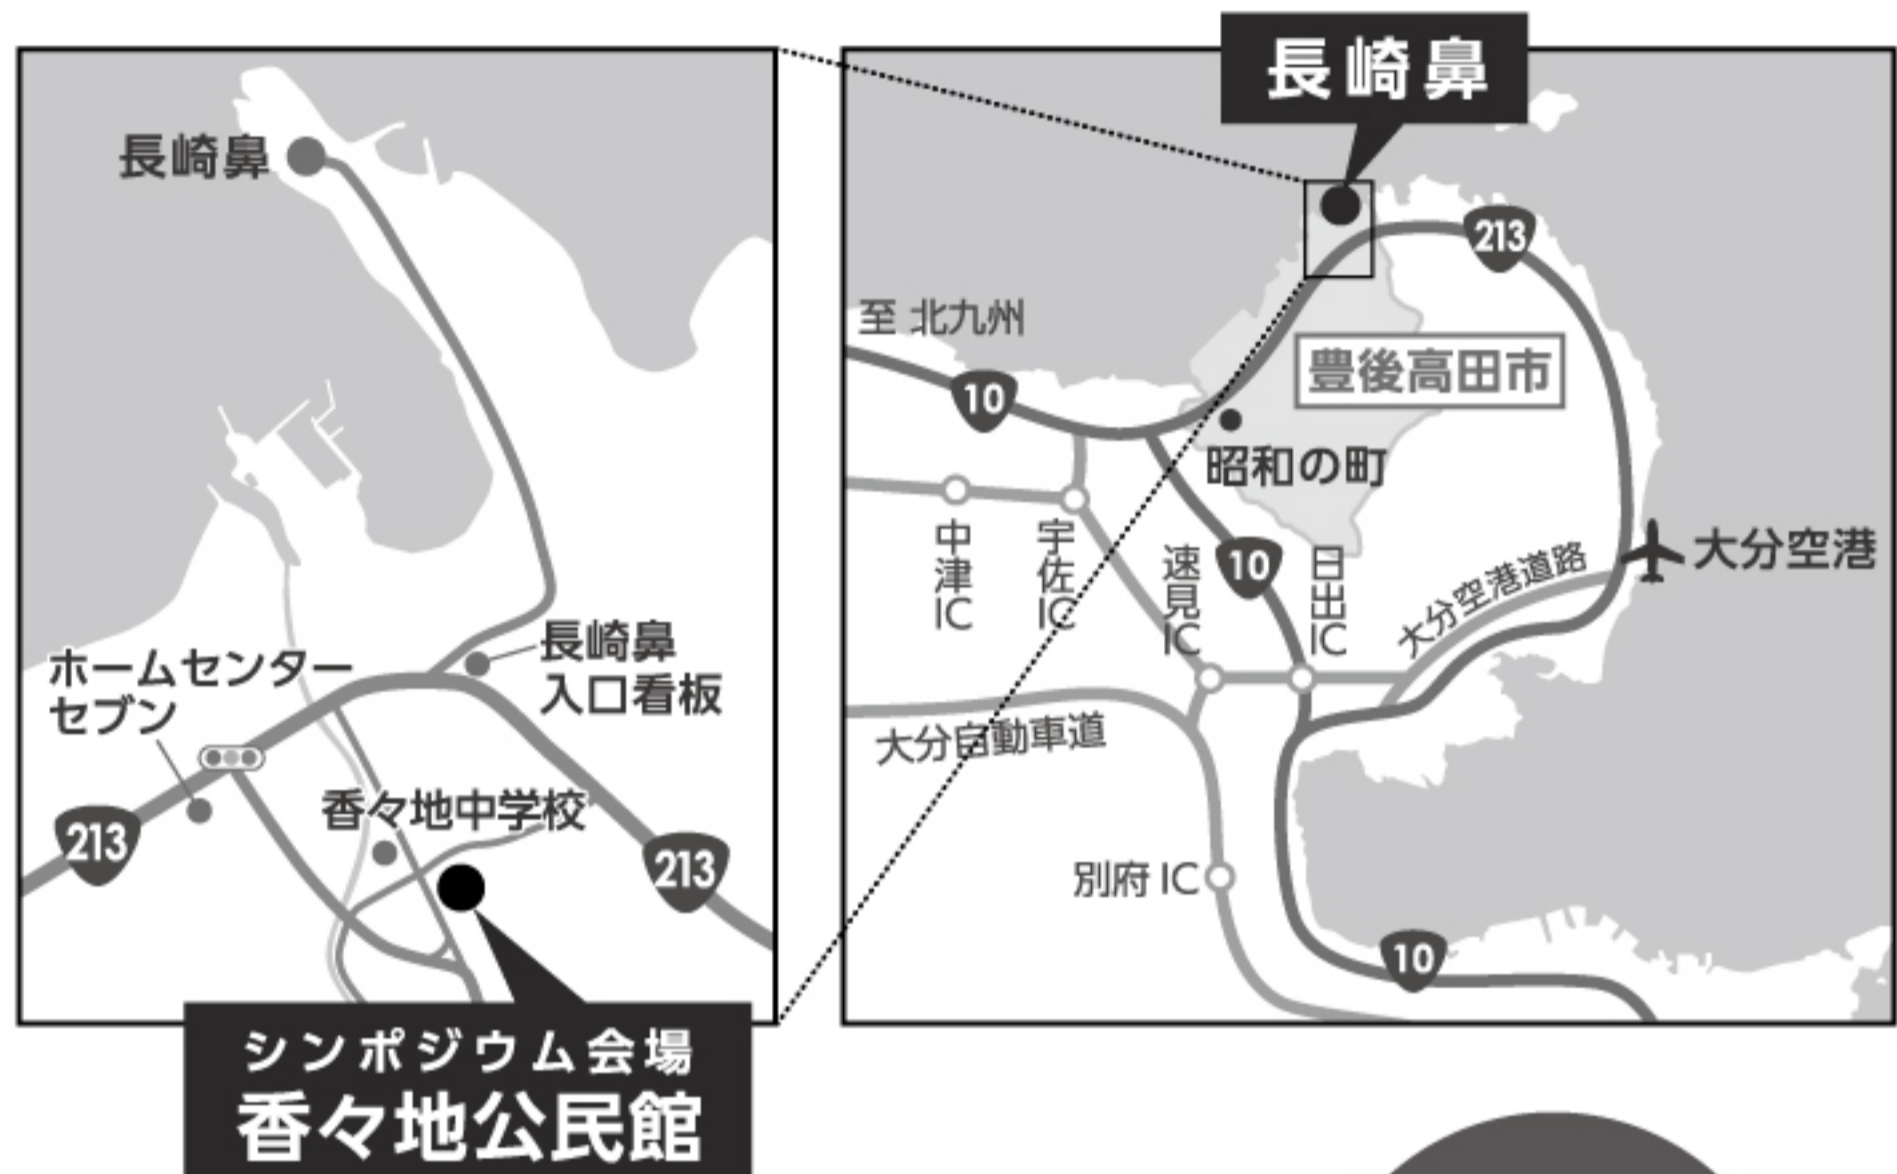 長崎鼻
ホームセンター
セブン
長崎鼻
入口看板
香々地中学校
213
213
シンポジウム会場
香々地公民館
長崎鼻
213
至 北九州
10
豊後高田市
昭和の町
中津IC
宇佐IC
速見IC
10
日出IC
大分空港道路
大分空港
大分自動車道
別府 IC
10